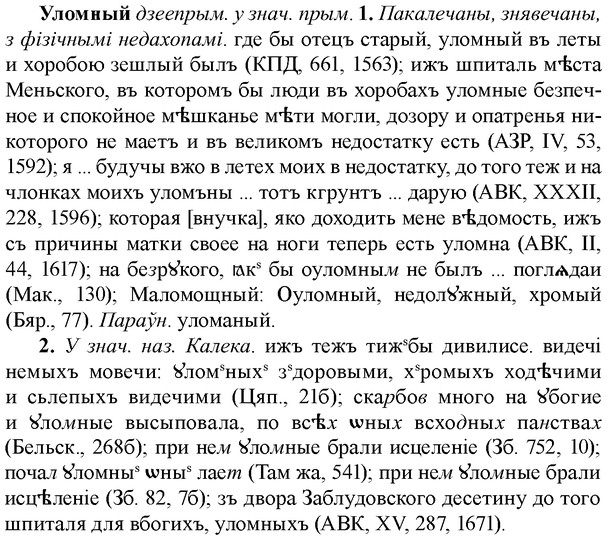 Уломный дзеепрым. у знач. прым. 1. Пакалечаны, знявечаны,
з фізічнымі недахопамі. где бы отецъ старый, уломный въ леты
и хоробою зешлый былъ (КПД, 661, 1563); ижъ шпиталь мѣста
Меньского, въ которомъ бы люди въ хоробахъ уломные безпеч-
ное и спокойное мѣшканье мѣти могли, дозору и опатренья ни-
которого не маетъ и въ великомъ недостатку есть (АЗР, IV, 53,
1592); я ... будучы вжо в летех моих в недостатку, до того теж и на
членках моихъ уломъны ... тотъ кгрунтъ ... дарую (АВК, XXXII,
228, 1596); которая [внучка], яко доходить мене вѣдомость, ижъ
съ причины матки своее на ноги теперь есть уломна (АВК, II,
44, 1617); на безрꙋкого, ꙗкˢ бы оуломным не былъ ... поглѧдаи
(Мак., 130); Маломощный: Оуломный, недолꙋжный, хромый
(Бяр., 77). Параўн. уломаный.
2. У знач. наз. Калека. ижъ тежъ тижˢбы дивилисе. видечі
немыхъ мовечи: ꙋломˢныхˢ зˢдоровыми, хˢромыхъ ходѣчими
и сьлепыхъ видечими (Цяп., 21б); скарбов много на ꙋбогие
и ꙋломные высыповала, по всѣх ѡных всходных панствах
(Бельск., 268б); при нем ꙋломные брали исцеление (Зб. 752, 10);
почал ꙋломныˢ ѡныˢ лает (Там жа, 541); при нем ꙋломные брали
исцѣленіе (Зб. 82, 7б); зъ двора Заблудовского десетину до того
шпиталя для вбогихъ, уломныхъ (АВК, XV, 287, 1671).